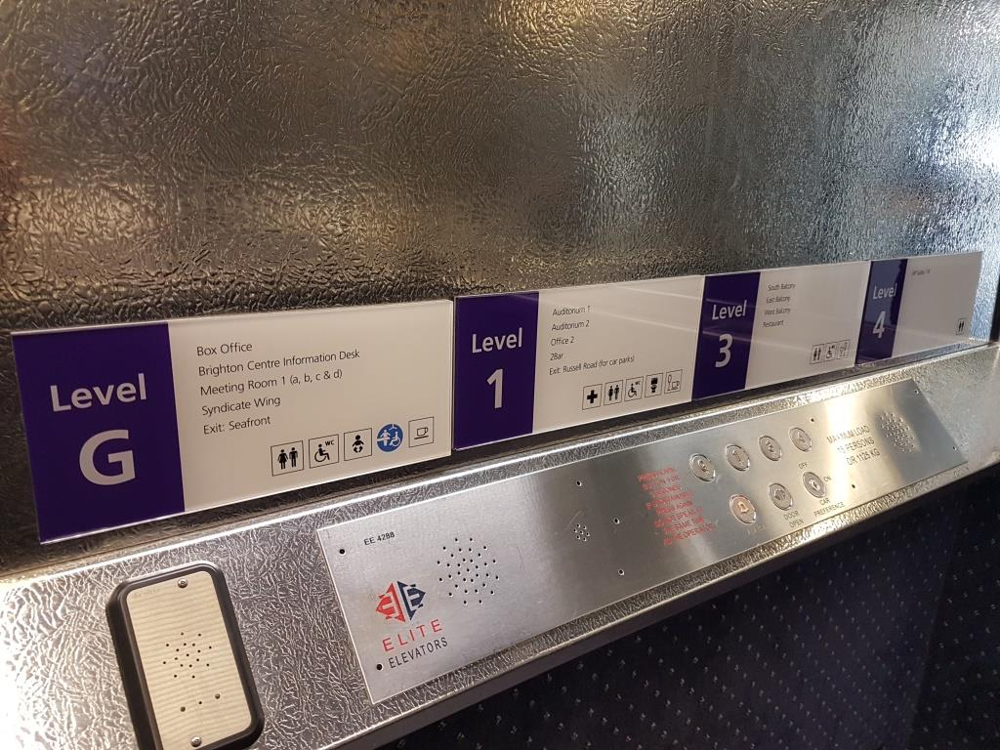 Level
G
Box Office
Brighton Centre Information Desk
Meeting Room 1 (a, b, c & d)
Syndicate Wing
Exit: Seafront
WC
Level
1
Auditorium 1
Auditorium 2
Office 2
2Bar
Exit: Russell Road (for car parks)
Level
3
South Balcony
East Balcony
West Balcony
Restaurant
Level
4
EE 4288
ELITE
ELEVATORS
OFF
ON
DOOR
OPEN
CAR
PREFERENCE
MAXIMUM LOAD
15 PERSONS
OR 1125 KG